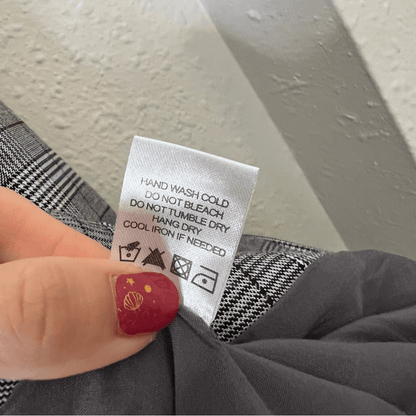 HAND WASH COLD
DO NOT BLEACH
DO NOT TUMBLE DRY
HANG DRY
COOL IRON IF NEEDED